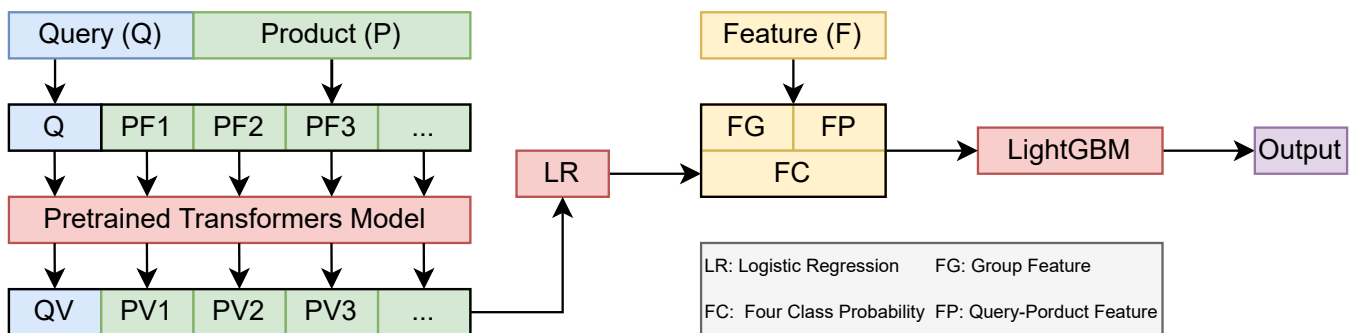 Query (Q) Product (P) Feature (F)
Q PF1 PF2 PF3 ... FG FP
LR FC LightGBM Output
Pretrained Transformers Model
QV PV1 PV2 PV3 ...
LR: Logistic Regression FG: Group Feature
FC: Four Class Probability FP: Query-Porduct Feature